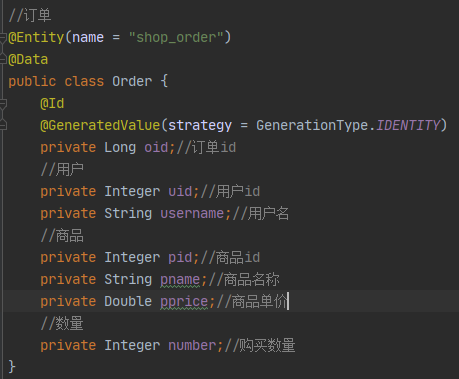 //订单
@Entity(name = "shop_order")
@Data
public class Order {
    @Id
    @GeneratedValue(strategy = GenerationType.IDENTITY)
    private Long oid;//订单id
    //用户
    private Integer uid;//用户id
    private String username;//用户名
    //商品
    private Integer pid;//商品id
    private String pname;//商品名称
    private Double pprice;//商品单价
    //数量
    private Integer number;//购买数量
}